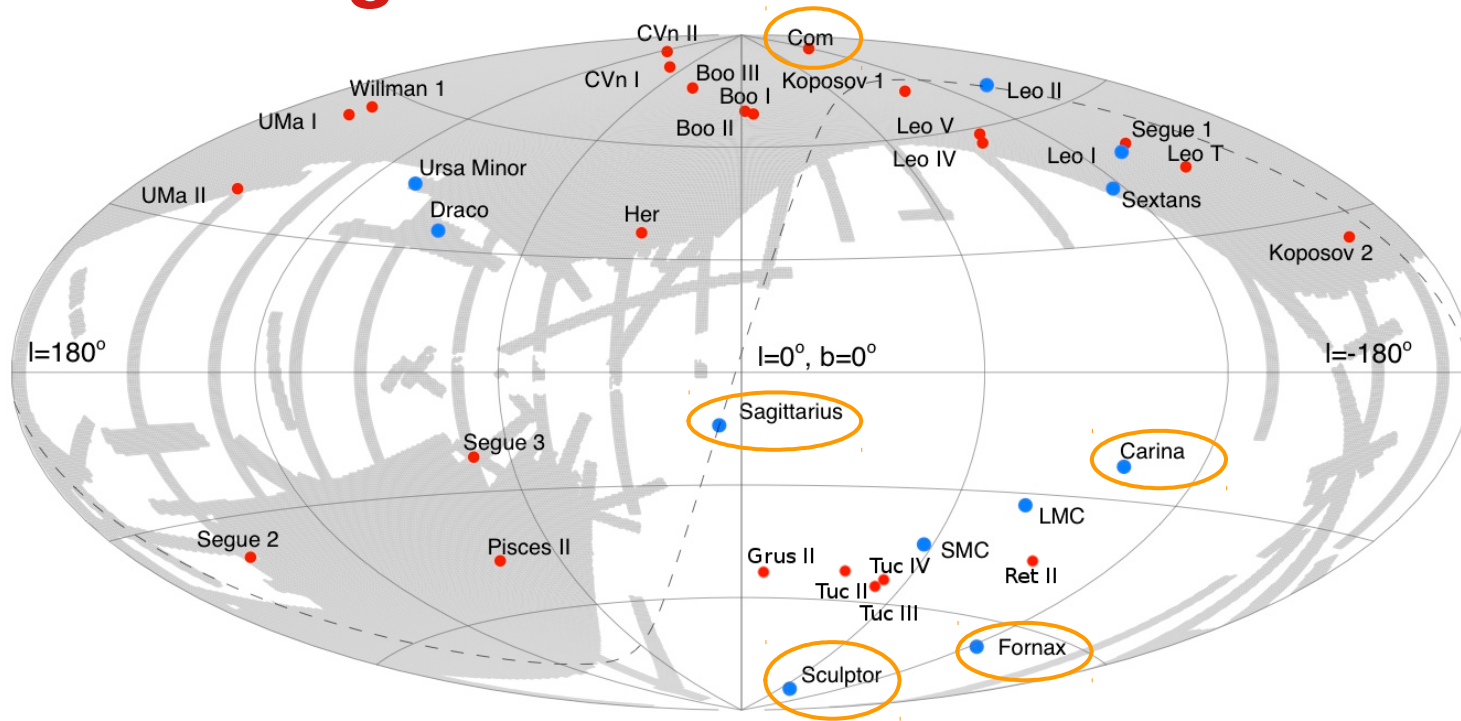 g
CVn II
Com
CVn I
Boo III
Koposov 1
Willman 1
Boo I
Leo II
UMa I
Boo II
Leo V
Segue 1
Leo IV
Leo I
Leo T
Ursa Minor
UMa II
Sextans
Draco
Her
Koposov 2
l=180°
l=0°, b=0°
l=-180°
Sagittarius
Segue 3
Carina
LMC
Segue 2
Pisces II
Grus II
SMC
Tuc IV
Tuc II
Ret II
Tuc III
Fornax
Sculptor